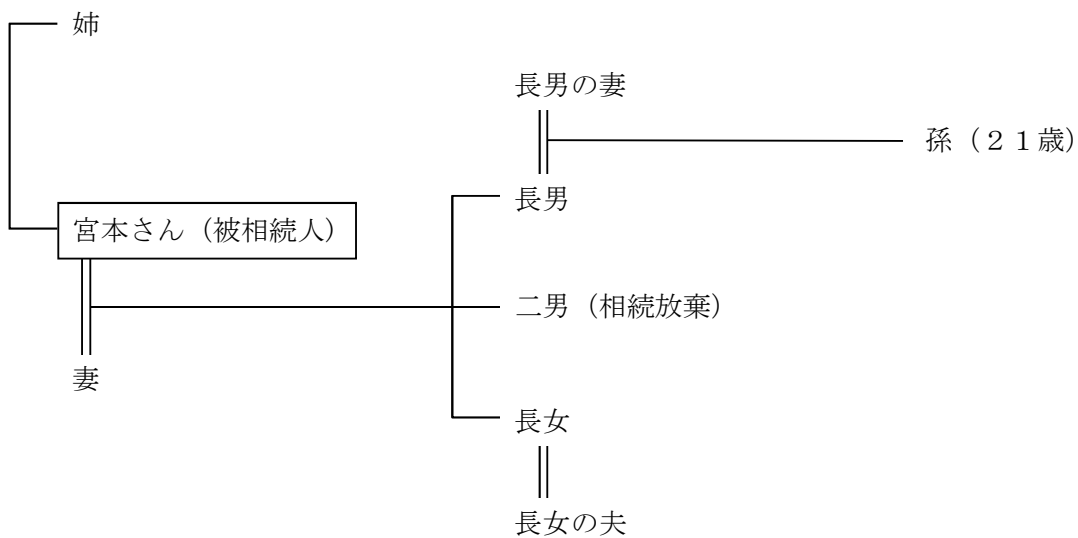 姉
長男の妻
孫（２１歳）
長男
宮本さん（被相続人）
二男（相続放棄）
妻
長女
長女の夫